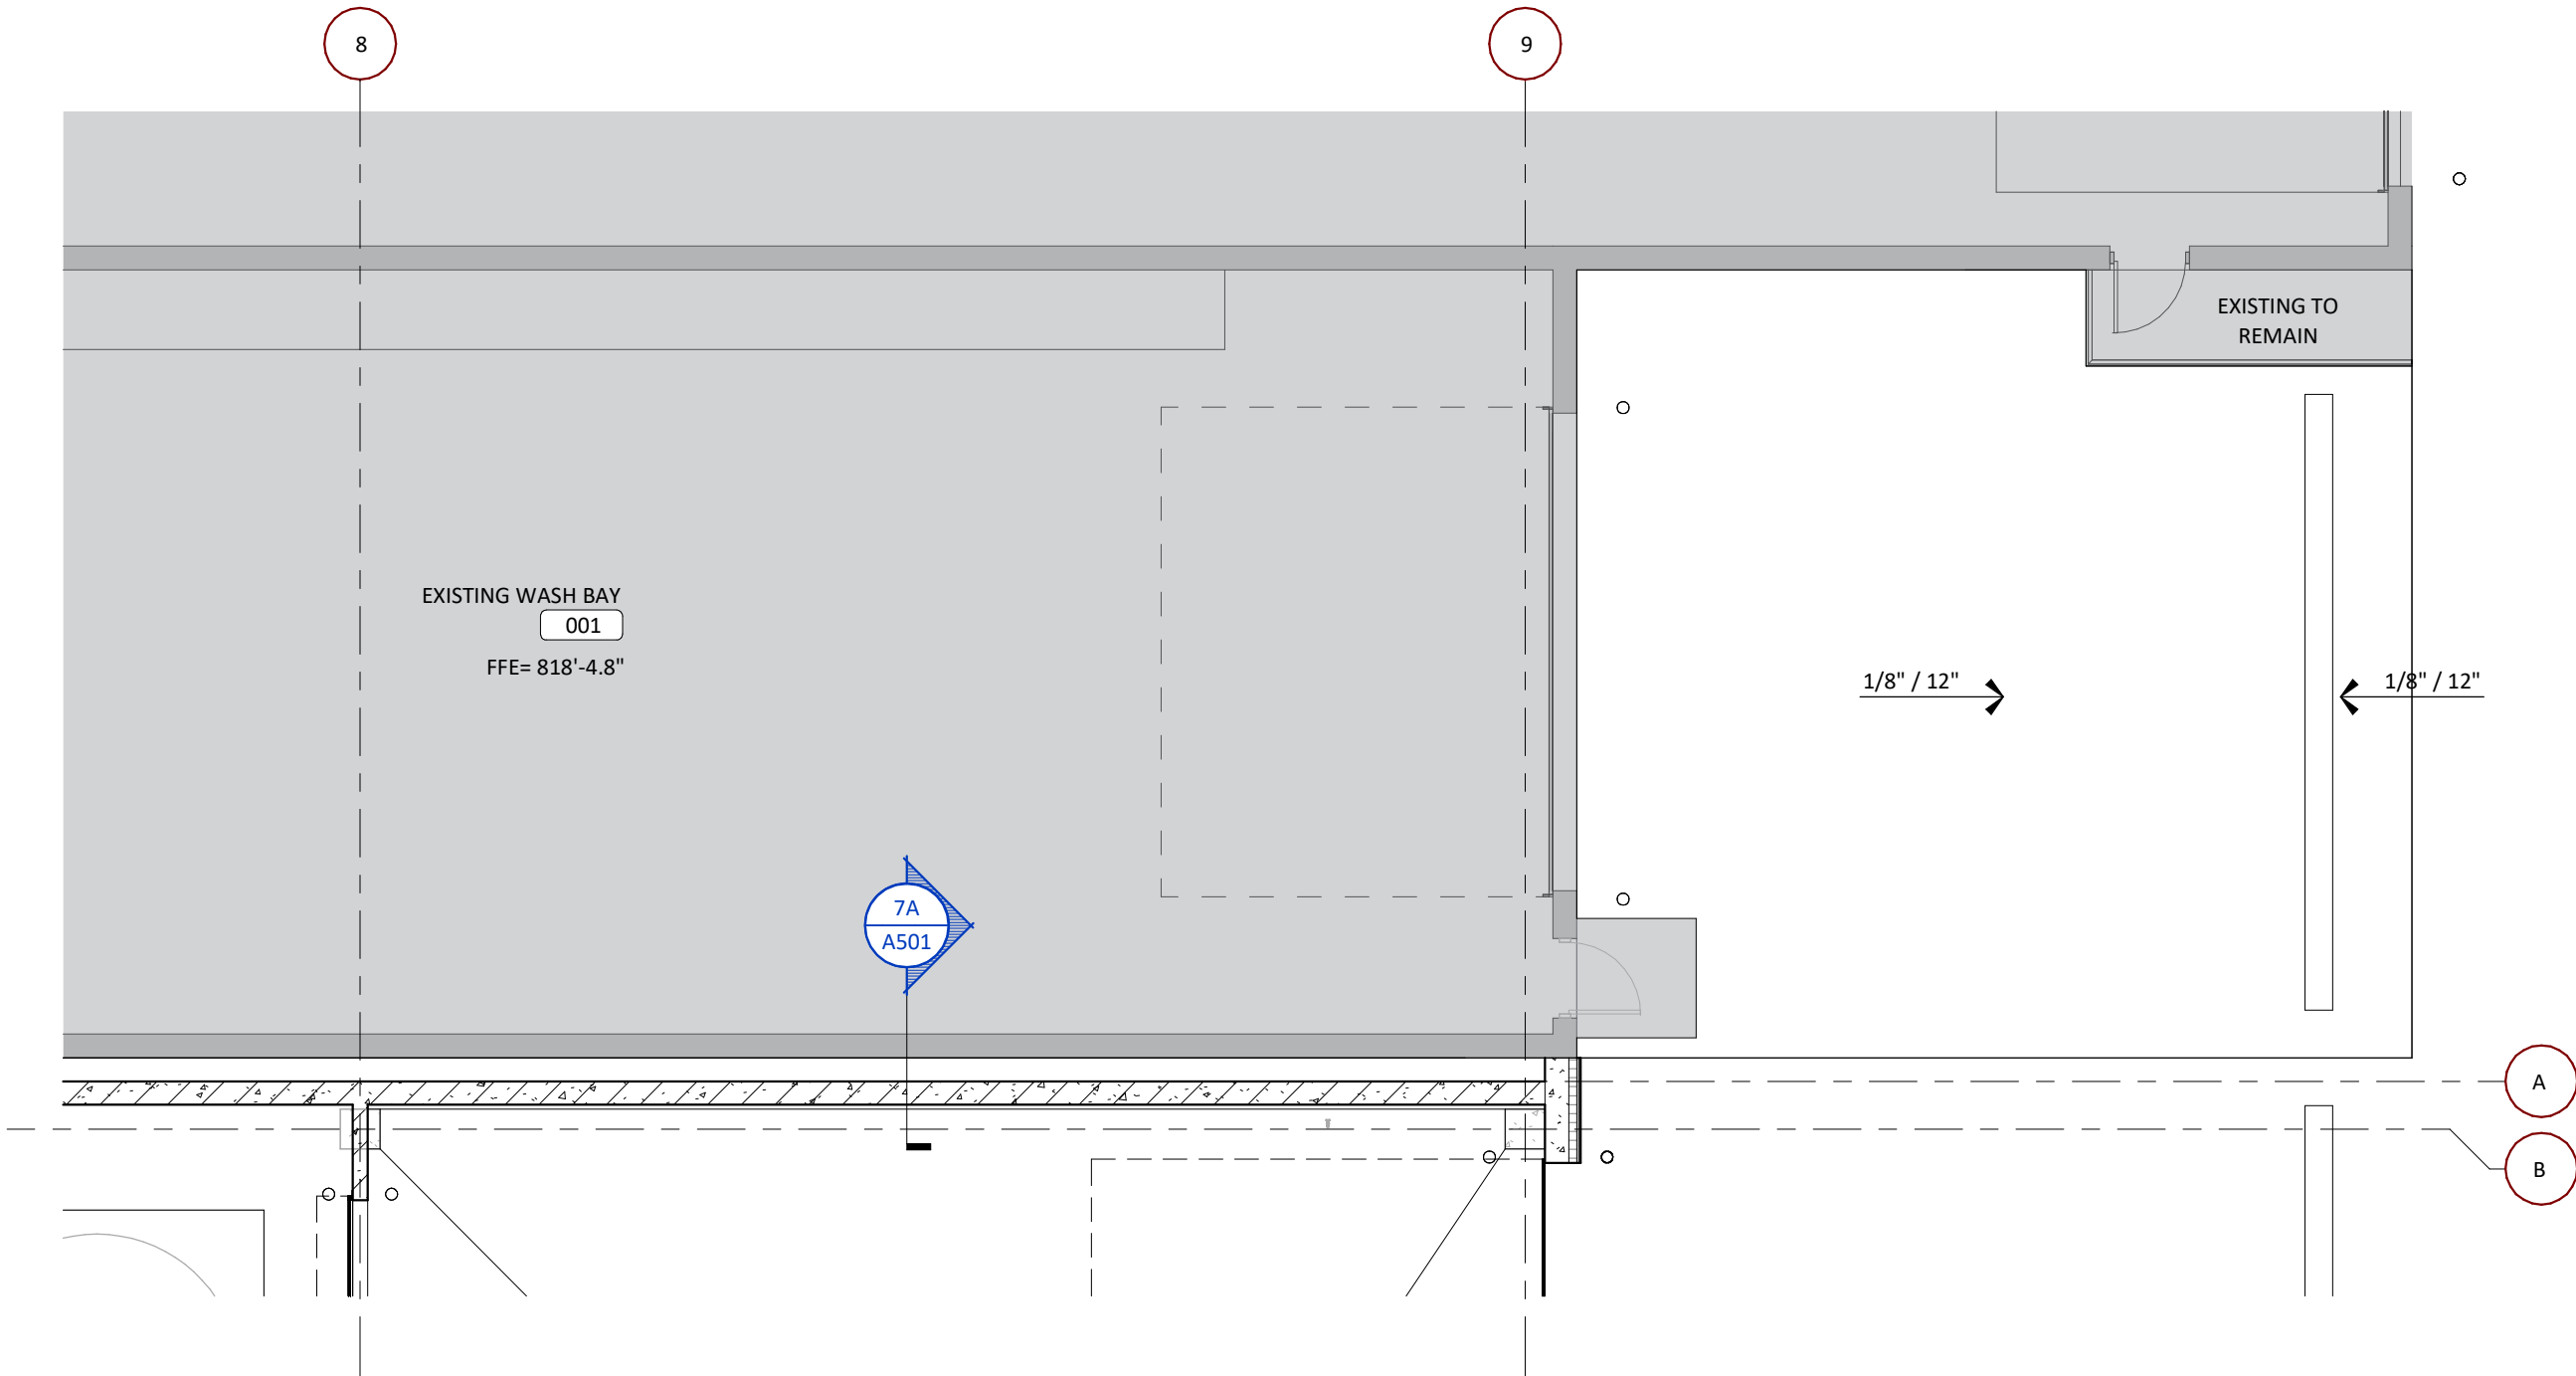 8
9
EXISTING TO
REMAIN
EXISTING WASH BAY
001
FFE= 818'-4.8"
1/8" / 12"
1/8" / 12"
7A
A501
A
B